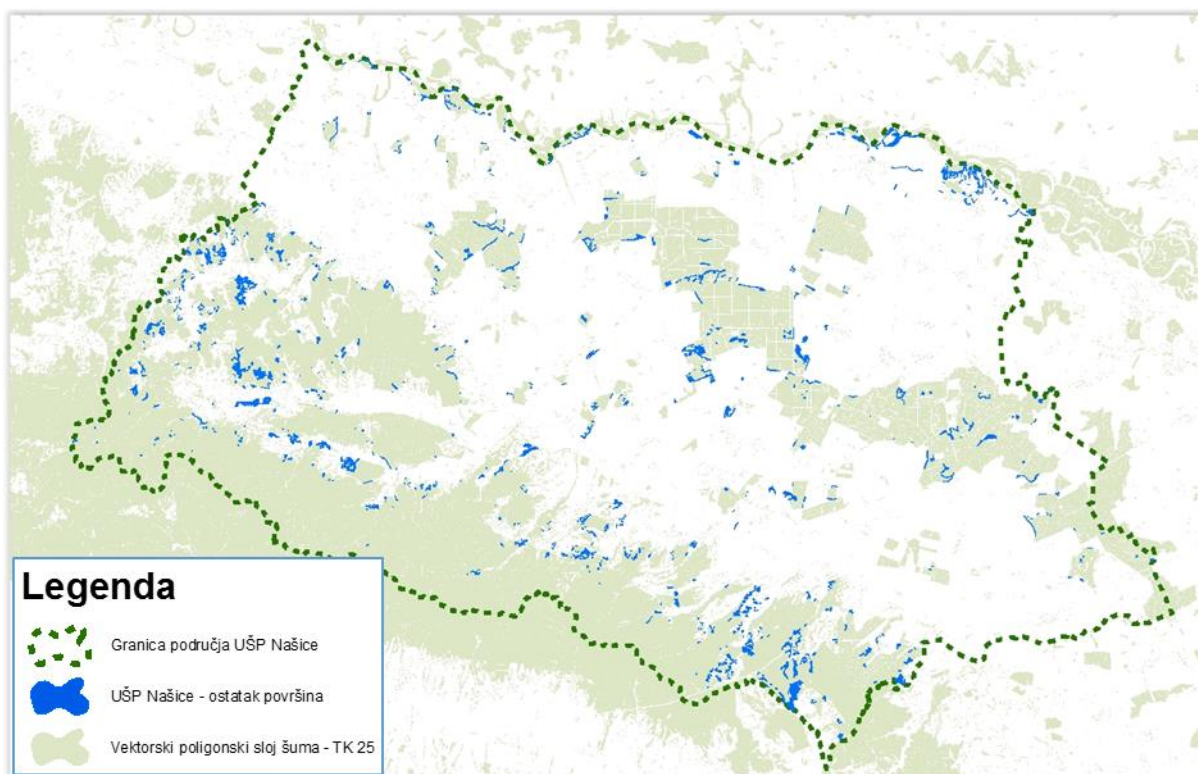 Legenda
Granica područja UŠP Našice
UŠP Našice - ostatak površina
Vektorski poligonski sloj šuma - TK 25